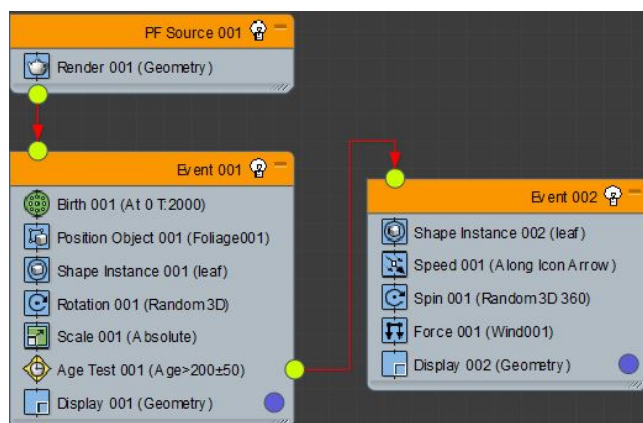 PF Source 001
Render 001 (Geometry)
Event 001
Birth 001 (At 0 T:2000)
Position Object 001 (Foliage001)
Shape Instance 001 (leaf)
Rotation 001 (Random 3D)
Scale 001 (Absolute)
Age Test 001 (Age>200±50)
Display 001 (Geometry)
Event 002
Shape Instance 002 (leaf)
Speed 001 (Along Icon Arrow)
Spin 001 (Random 3D 360)
Force 001 (Wind001)
Display 002 (Geometry)